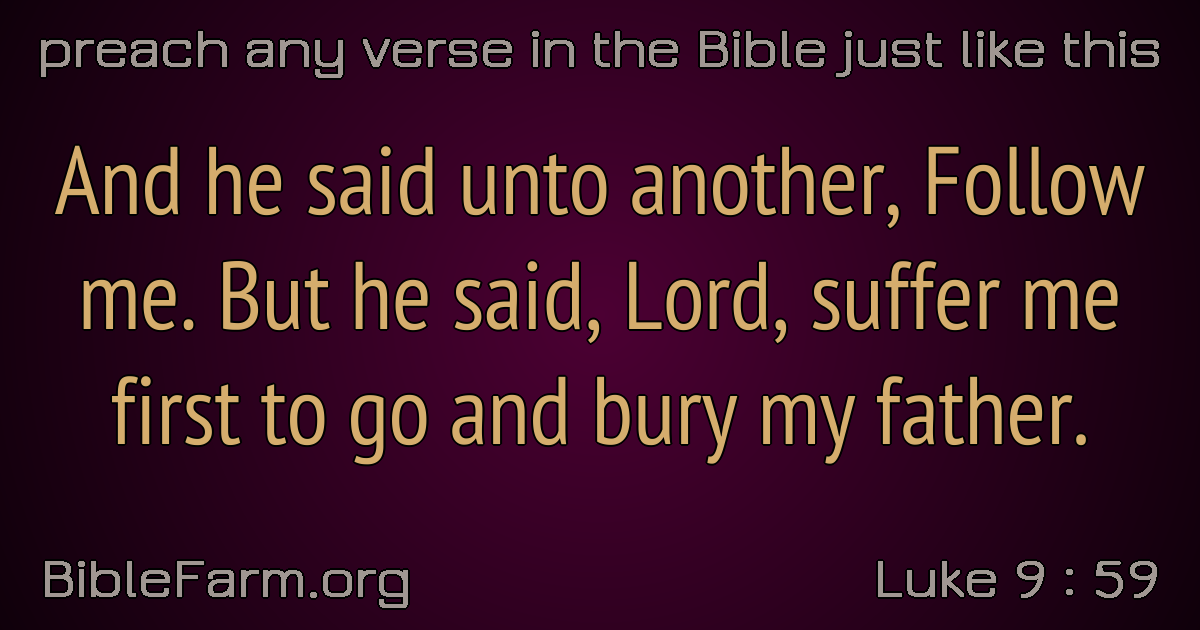 preach any verse in the Bible just like this
And he said unto another, Follow
me. But he said, Lord, suffer me
first to go and bury my father.
BibleFarm.org
Luke 9 : 59